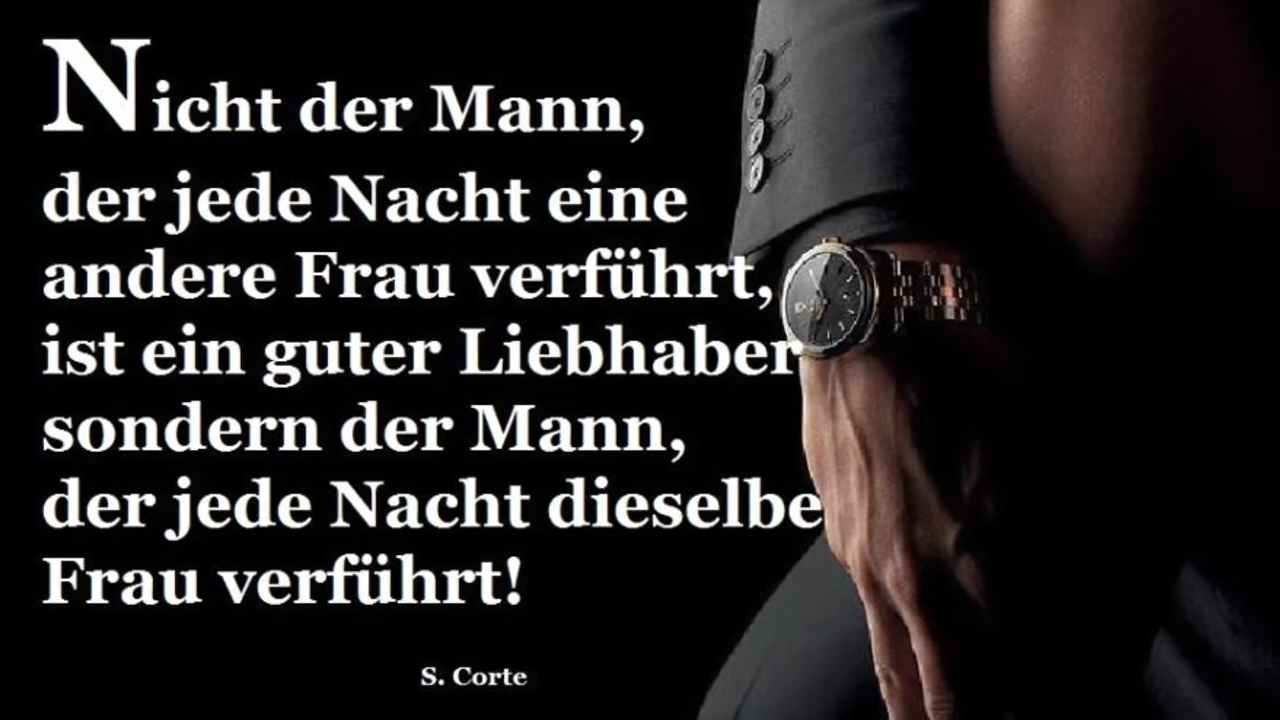 Nicht der Mann,
der jede Nacht eine
andere Frau verführt,
ist ein guter Liebhaber
sondern der Mann,
der jede Nacht dieselbe
Frau verführt!
S. Corte